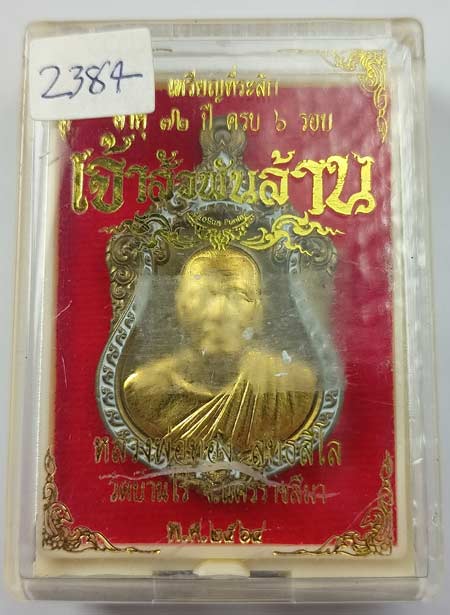 2384
เหรียญที่ระลึก
อายุ ๗๒ ปี ครบ ๖ รอบ
เจ้าสัวพันล้าน
หลวงพ่อทอง สุทธสีโล
วัดบ้านไร่ จ.นครราชสีมา
พ.ศ.๒๕๖๔